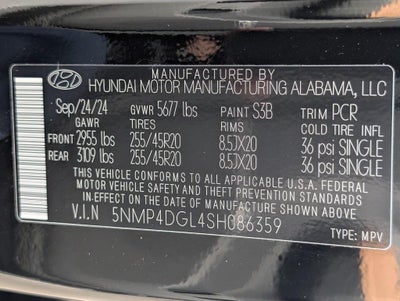 MANUFACTURED BY
HYUNDAI MOTOR MANUFACTURING ALABAMA, LLC
Sep/24/24 GVWR 5677 lbs PAINT S3B TRIM PCR
GAWR TIRES RIMS COLD TIRE INFL
FRONT 2955 lbs 255/45R20 8.5JX20 36 psi SINGLE
REAR 3109 lbs 255/45R20 8.5JX20 36 psi SINGLE
THIS VEHICLE CONFORMS TO ALL APPLICABLE U.S.A. FEDERAL
MOTOR VEHICLE SAFETY AND THEFT PREVENTION STANDARDS
IN EFFECT ON THE DATE OF MANUFACTURE SHOWN ABOVE.
V.I.N 5NMP4DGL4SH086359
TYPE: MPV